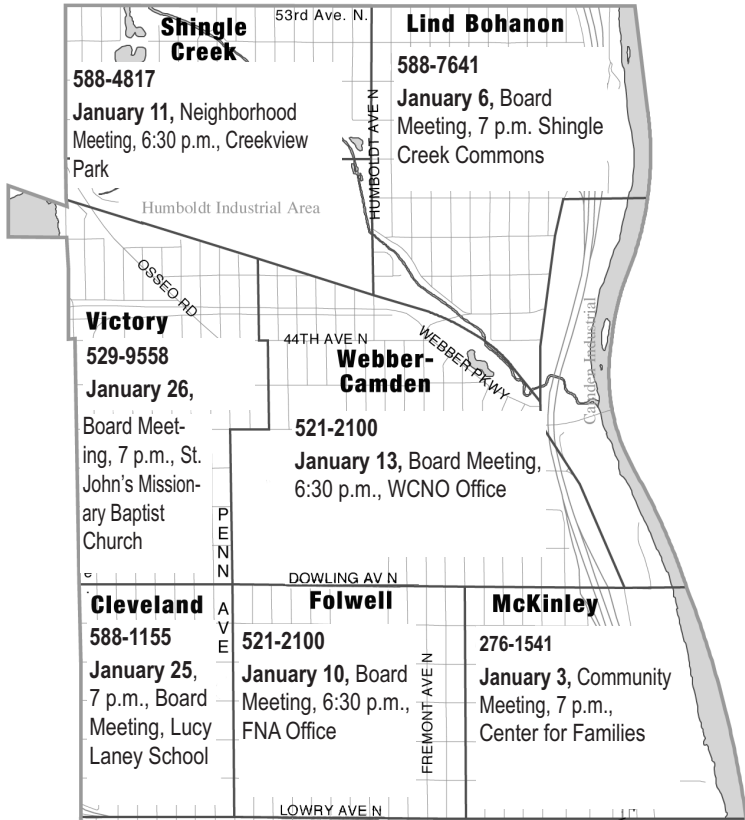 53rd Ave. N.
Shingle
Creek
588-4817
January 11, Neighborhood
Meeting, 6:30 p.m., Creekview
Park
Lind Bohanon
588-7641
January 6, Board
Meeting, 7 p.m. Shingle
Creek Commons
HUMBOLDT AVE N
Humboldt Industrial Area
OSSEO RD
Victory
529-9558
January 26,
Board Meet-
ing, 7 p.m., St.
John’s Mission-
ary Baptist
Church
44TH AVE N
WEBBER PKWY
Webber-
Camden
521-2100
January 13, Board Meeting,
6:30 p.m., WCNO Office
Camden Industrial
PENN AVE
DOWLING AV N
Cleveland
588-1155
January 25,
7 p.m., Board
Meeting, Lucy
Laney School
Folwell
521-2100
January 10, Board
Meeting, 6:30 p.m.,
FNA Office
FREMONT AVE N
McKinley
276-1541
January 3, Community
Meeting, 7 p.m.,
Center for Families
LOWRY AVE N